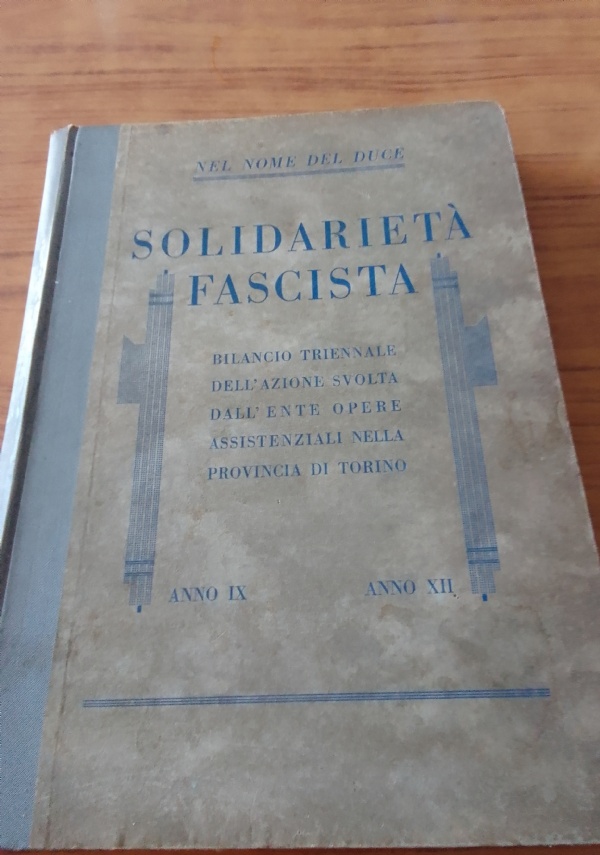 NEL NOME DEL DUCE
SOLIDARIETÀ
FASCISTA
BILANCIO TRIENNALE
DELL'AZIONE SVOLTA
DALL'ENTE OPERE
ASSISTENZIALI NELLA
PROVINCIA DI TORINO
ANNO IX ANNO XII